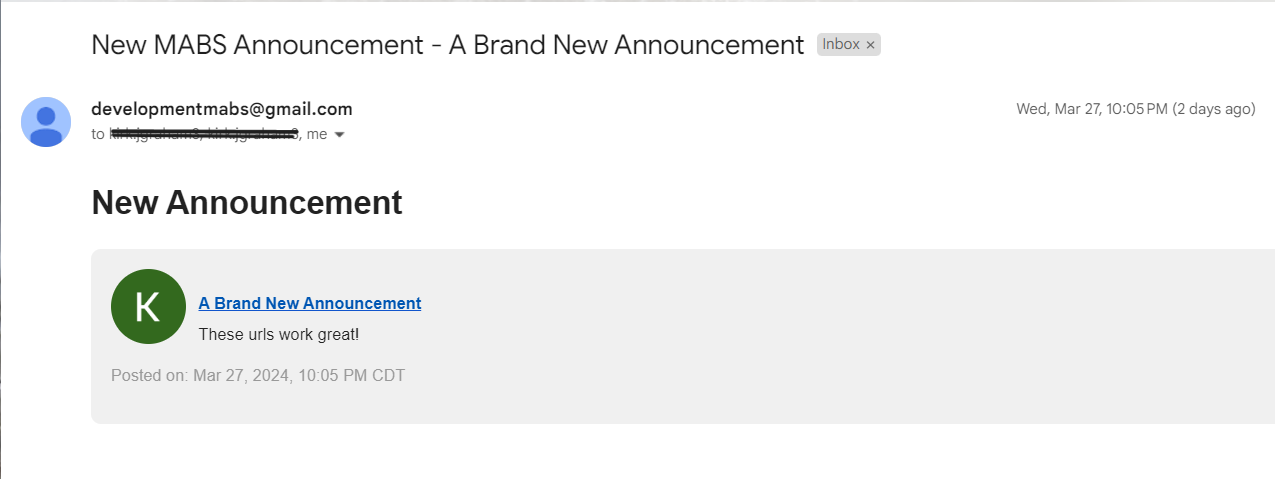 New MABS Announcement - A Brand New Announcement Inbox ×
developmentmabs@gmail.com Wed, Mar 27, 10:05 PM (2 days ago)
to , me
New Announcement
K
A Brand New Announcement
These urls work great!
Posted on: Mar 27, 2024, 10:05 PM CDT